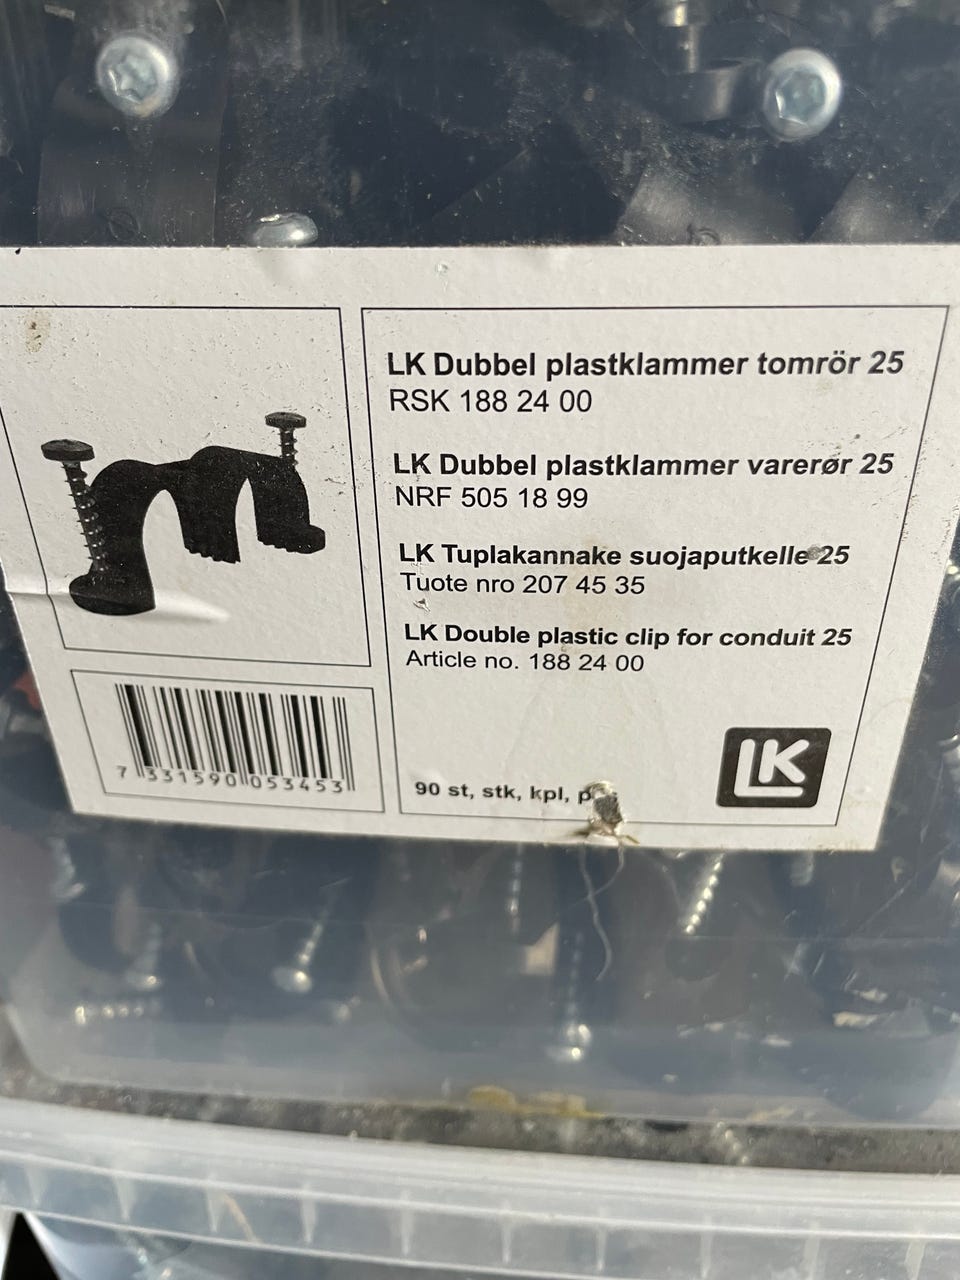 LK Dubbel plastklammer tomrör 25
RSK 188 24 00
LK Dubbel plastklammer varerør 25
NRF 505 18 99
LK Tuplakannake suojaputkelle 25
Tuote nro 207 45 35
LK Double plastic clip for conduit 25
Article no. 188 24 00
7 331590 053453
90 st, stk, kpl,
LK